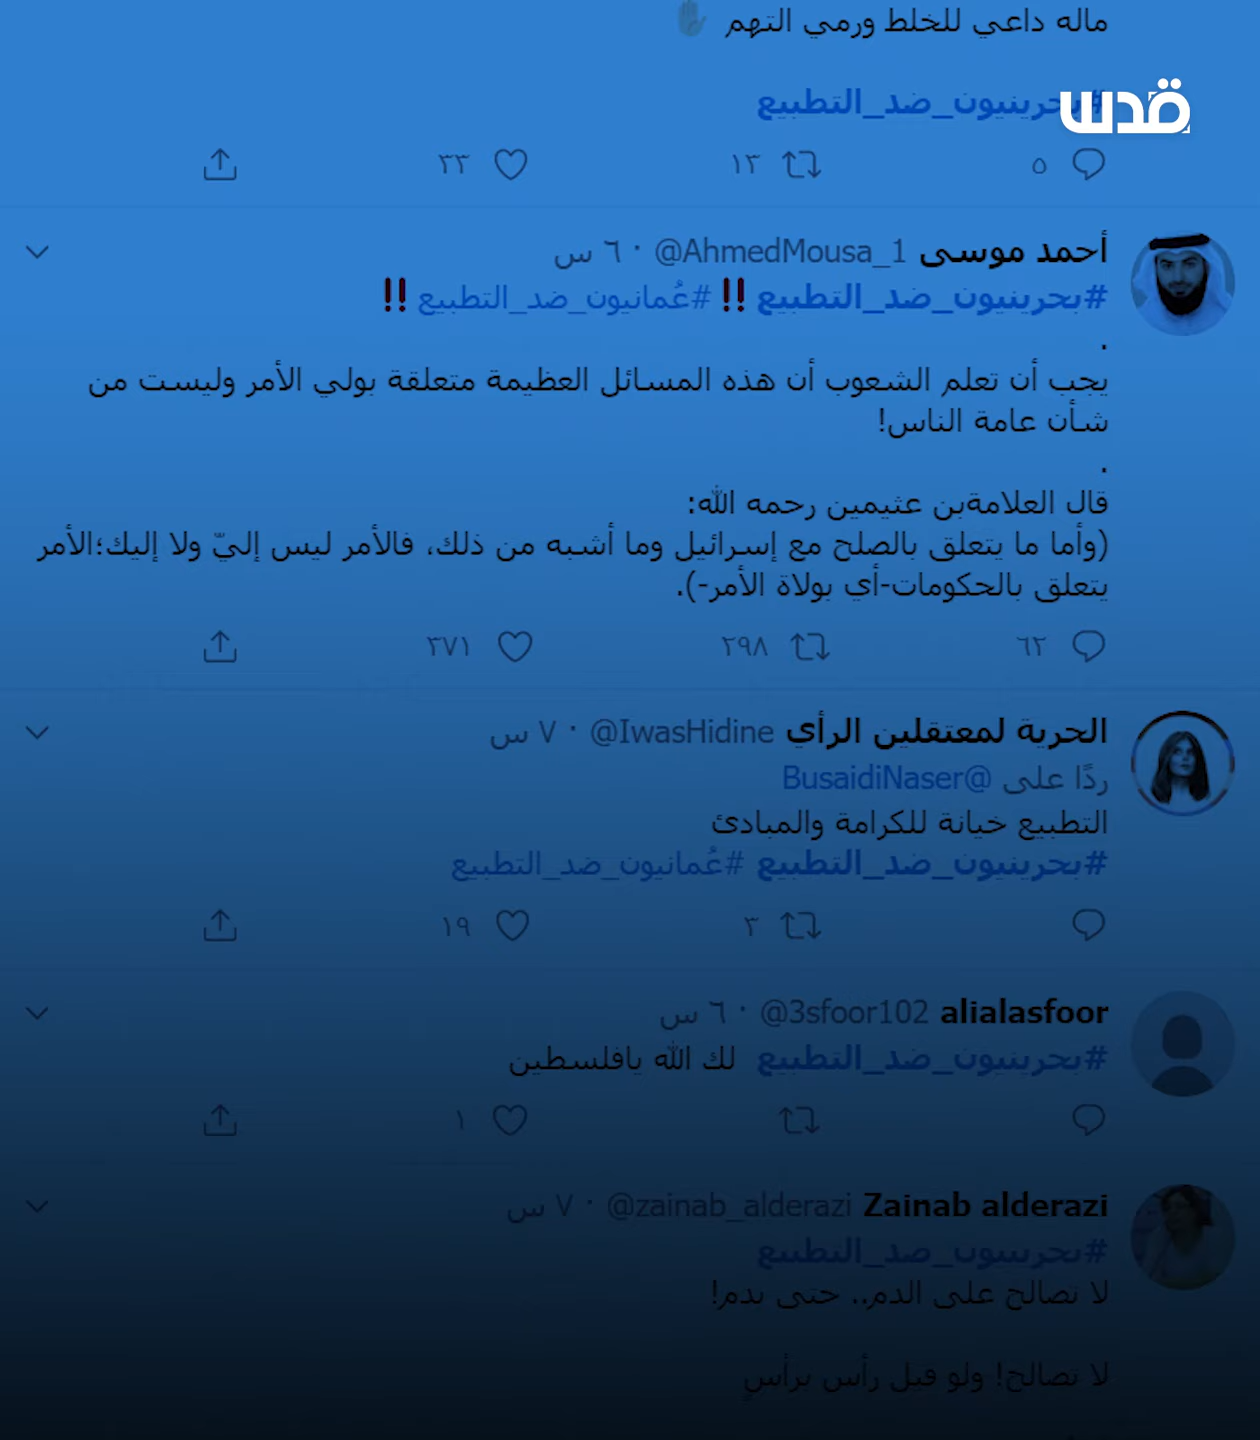 ماله داعي للخلط ورمي التهم ✋
قدس
#بحرينيون_ضد_التطبيع
٥ ١٣ ٣٣
أحمد موسى @AhmedMousa_1 · ٦ س
#بحرينيون_ضد_التطبيع ‼️ #عُمانيون_ضد_التطبيع ‼️
.
يجب أن تعلم الشعوب أن هذه المسائل العظيمة متعلقة بولي الأمر وليست من
شأن عامة الناس!
.
قال العلامةبن عثيمين رحمه الله:
(وأما ما يتعلق بالصلح مع إسرائيل وما أشبه من ذلك، فالأمر ليس إليّ ولا إليك؛الأمر
يتعلق بالحكومات-أي بولاة الأمر-).
٦٢ ٢٩٨ ٣٧١
الحرية لمعتقلين الرأي @IwasHidine · ٧ س
ردًا على @BusaidiNaser
التطبيع خيانة للكرامة والمبادئ
#بحرينيون_ضد_التطبيع #عُمانيون_ضد_التطبيع
٣ ١٩
alialasfoor @3sfoor102 · ٦ س
#بحرينيون_ضد_التطبيع لك الله يافلسطين
١
Zainab alderazi @zainab_alderazi · ٧ س
#بحرينيون_ضد_التطبيع
لا تصالح على الدم.. حتى بدم!
لا تصالح! ولو قيل رأس برأسٍ